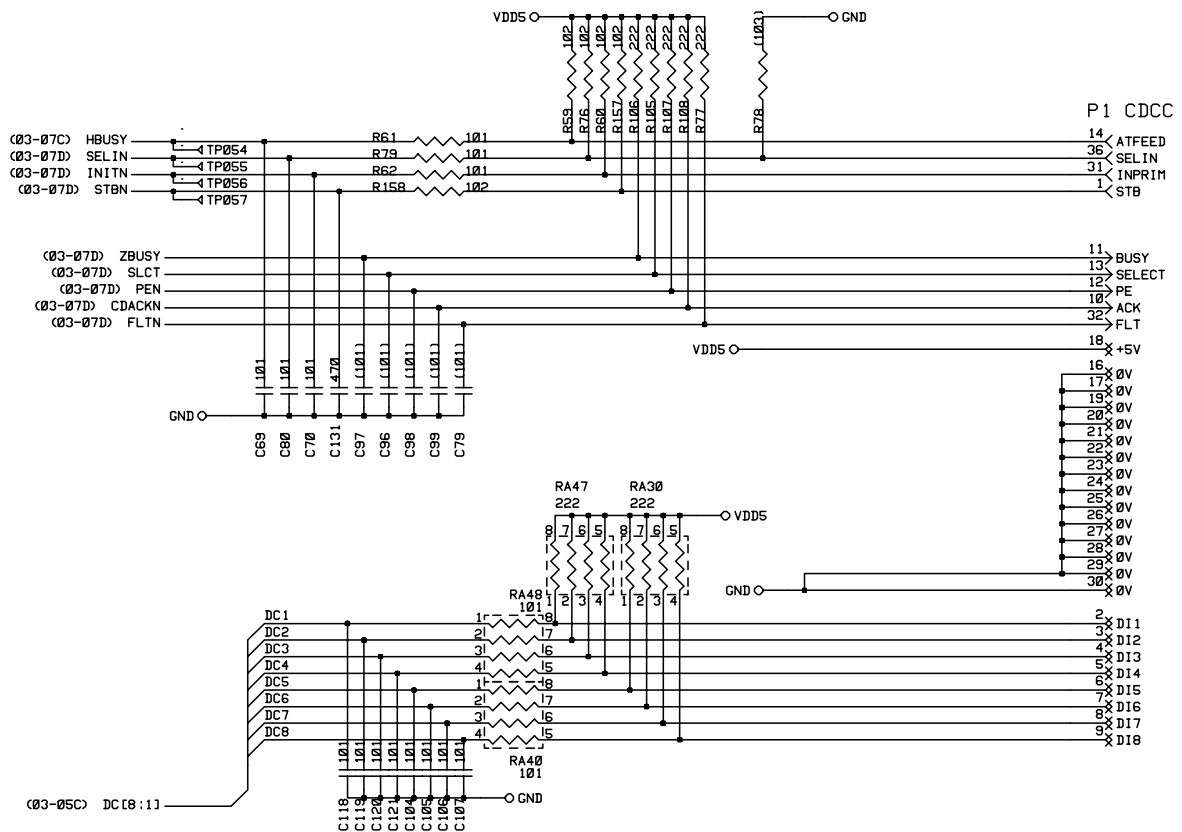 VDD5
GND
102 102 102 102 222 222 222 222 222 (103)
R59 R76 R60 R157 R106 R105 R107 R108 R77 R78
P1 CDCC
(03-07C) HBUSY TP054 R61 101 14 ATFEED
(03-07D) SELIN TP055 R79 101 36 SELIN
(03-07D) INITN TP056 R62 101 31 INPRIM
(03-07D) STBN TP057 R158 102 1 STB
(03-07D) ZBUSY 11 BUSY
(03-07D) SLCT 13 SELECT
(03-07D) PEN 12 PE
(03-07D) CDACKN 10 ACK
(03-07D) FLTN 32 FLT
VDD5 18 +5V
101 101 101 470 (101) (101) (101) (101) (101)
GND
C69 C80 C70 C131 C97 C96 C98 C99 C79
16 0V
17 0V
19 0V
20 0V
21 0V
22 0V
23 0V
24 0V
25 0V
26 0V
27 0V
28 0V
29 0V
30 0V
RA47 RA30
222 222
VDD5
8 7 6 5 8 7 6 5
1 2 3 4 1 2 3 4
GND
RA48
101
DC1 1 8 2 DI1
DC2 2 7 3 DI2
DC3 3 6 4 DI3
DC4 4 5 5 DI4
DC5 1 8 6 DI5
DC6 2 7 7 DI6
DC7 3 6 8 DI7
DC8 4 5 9 DI8
RA40
101
101 101 101 101 101 101 101 101
GND
C118 C119 C120 C121 C104 C105 C106 C107
(03-05C) DC[8:1]